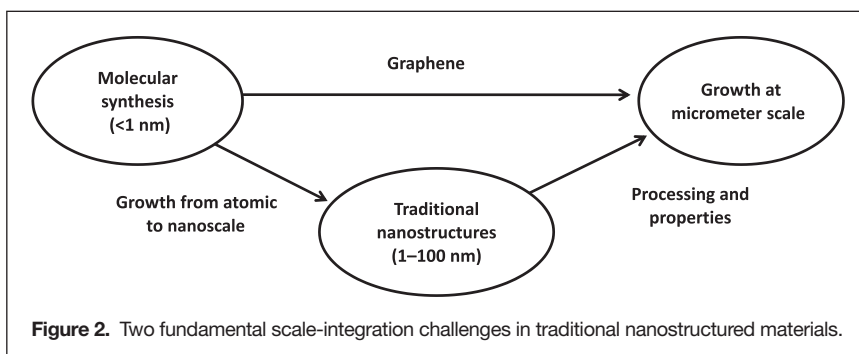 Molecular
synthesis
(<1 nm)
Graphene
Growth at
micrometer scale
Growth from atomic
to nanoscale
Traditional
nanostructures
(1–100 nm)
Processing and
properties
Figure 2. Two fundamental scale-integration challenges in traditional nanostructured materials.